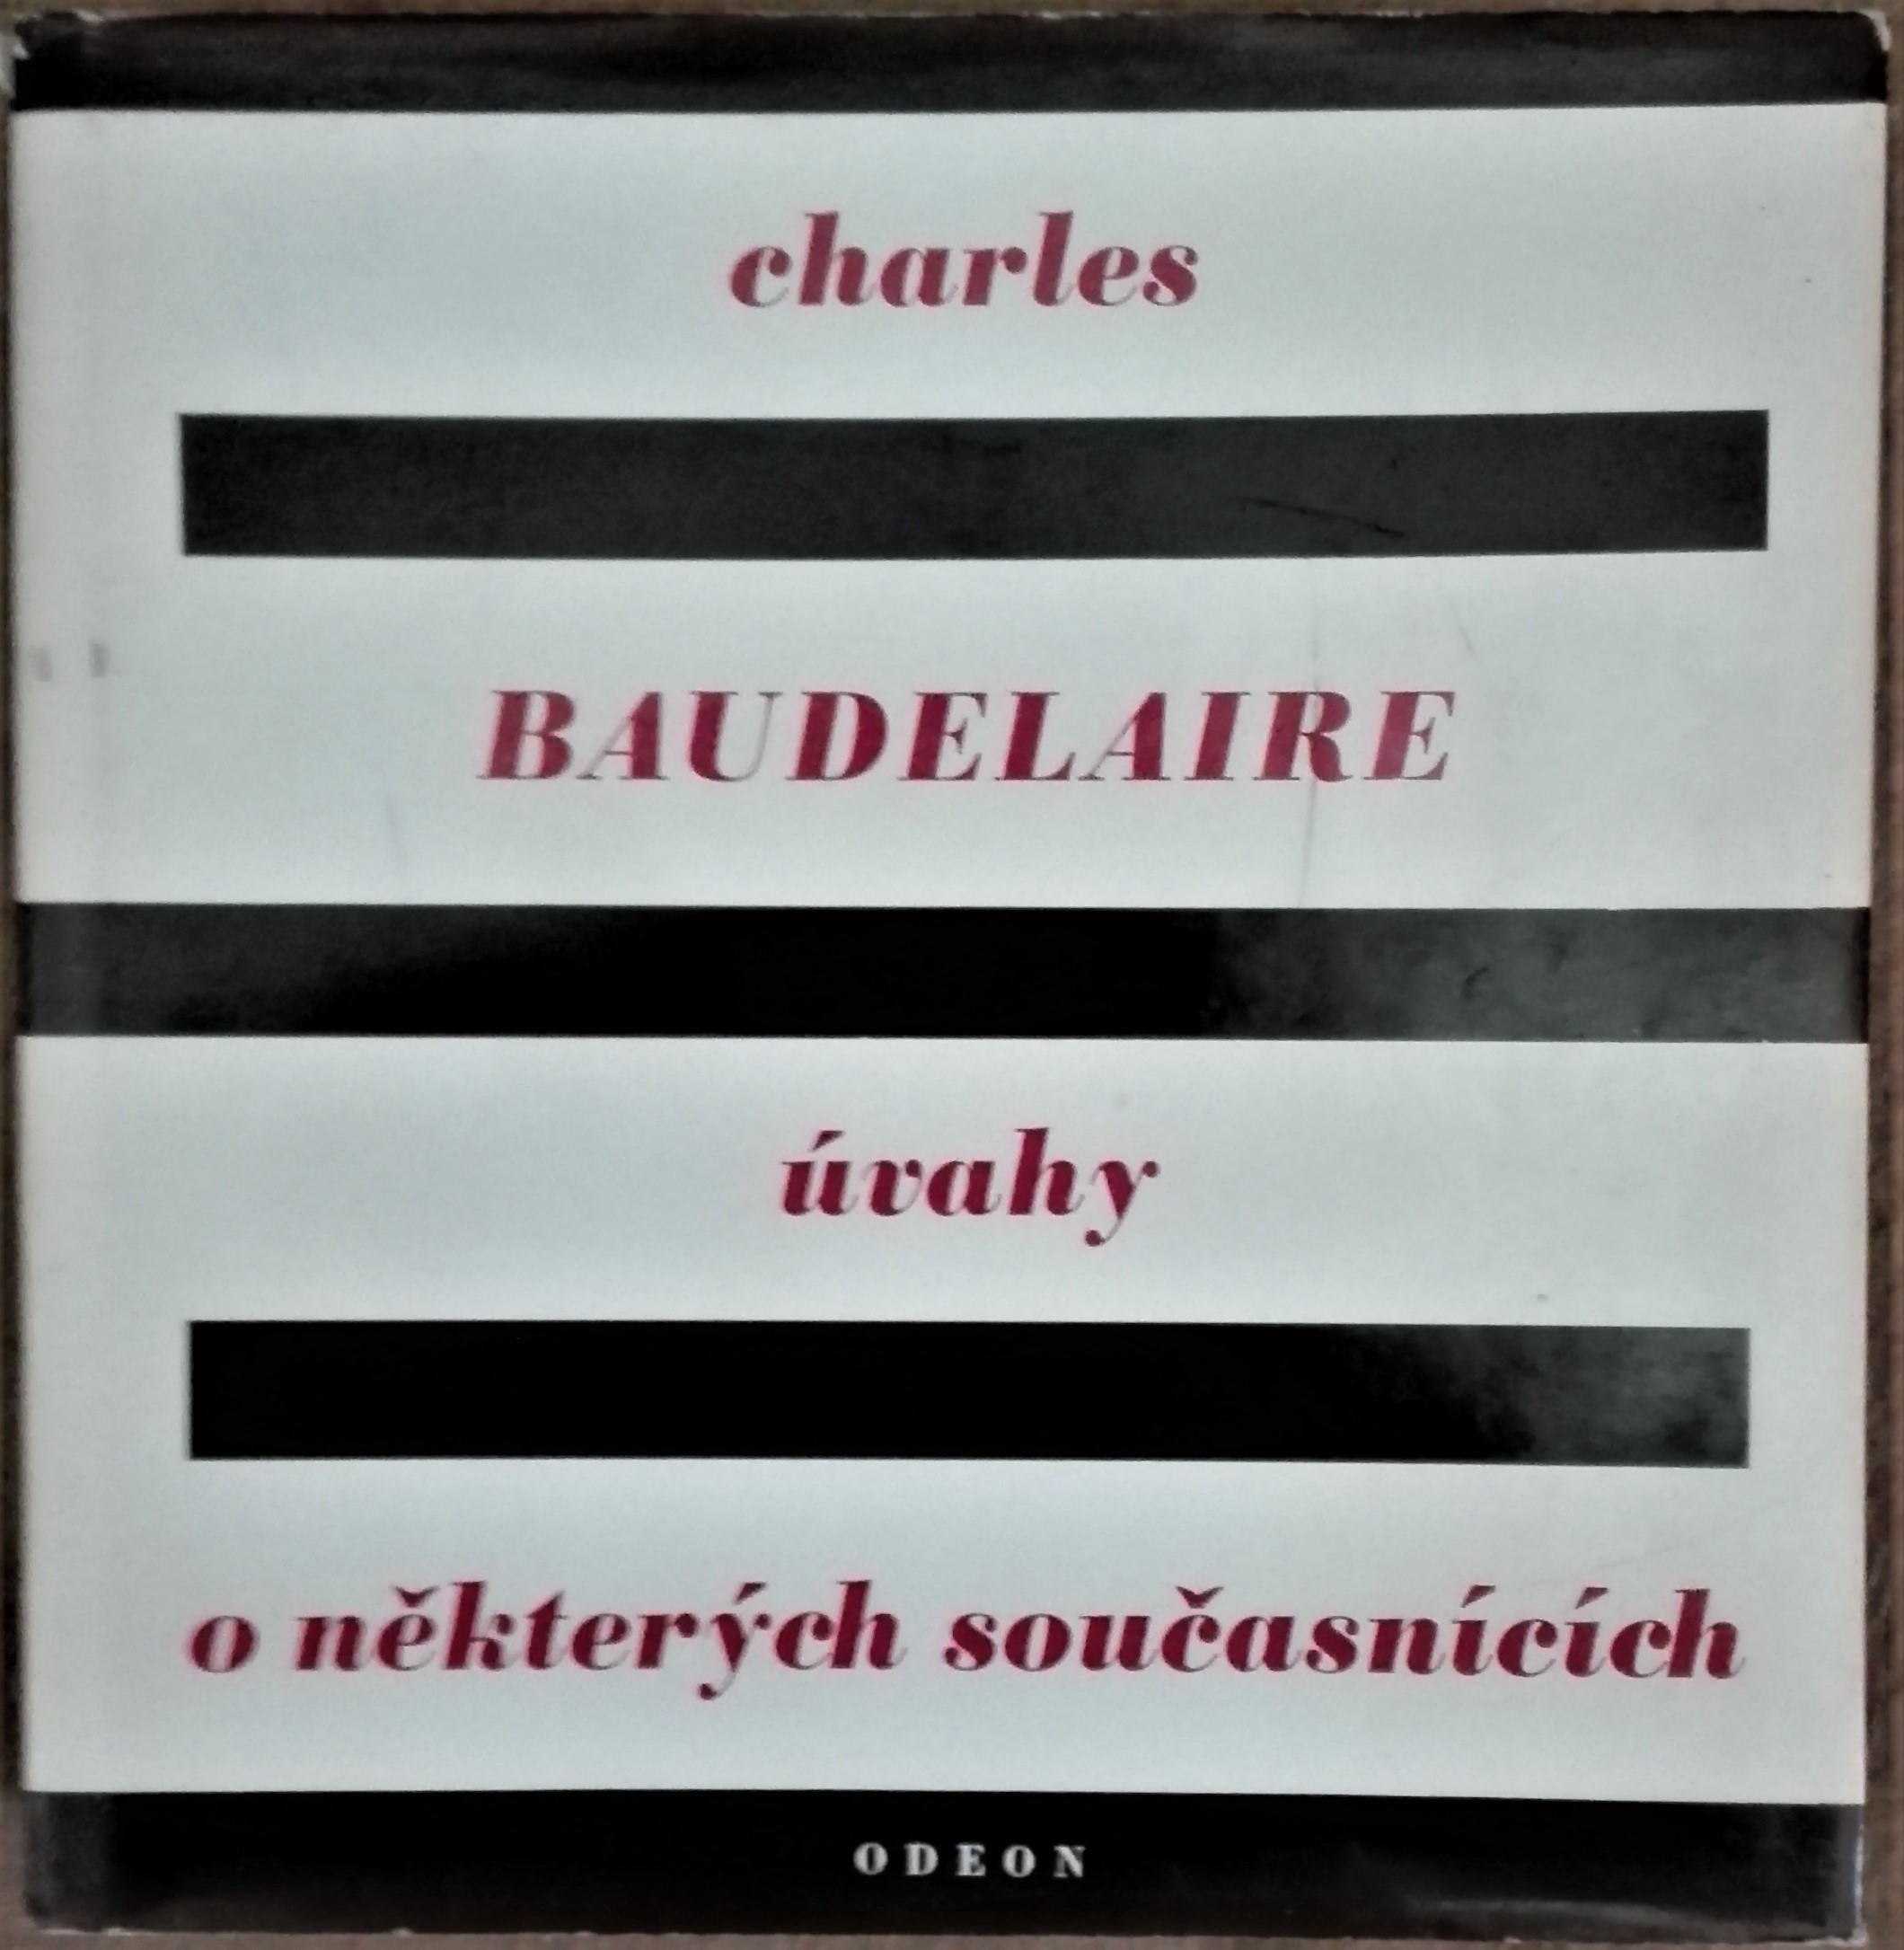 charles
BAUDELAIRE
úvahy
o některých současnících
ODEON